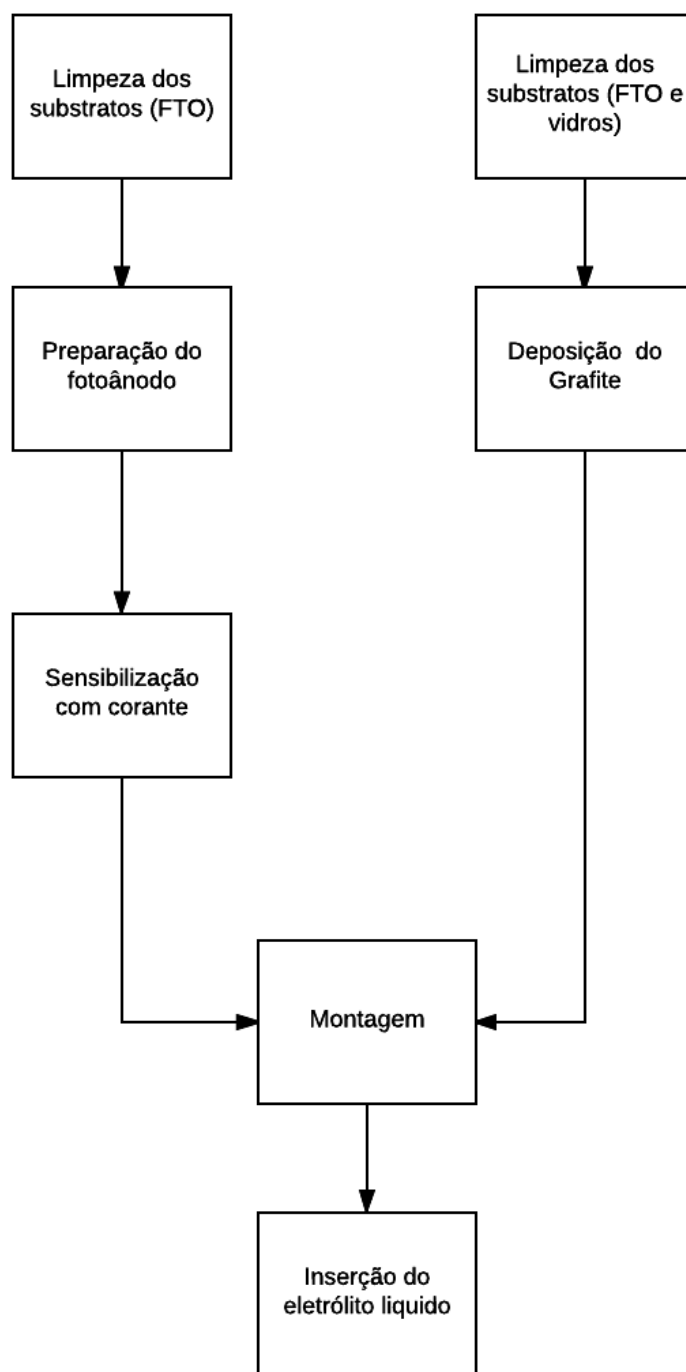 Limpeza dos
substratos (FTO)
Limpeza dos
substratos (FTO e
vidros)
Preparação do
fotoânodo
Deposição do
Grafite
Sensibilização
com corante
Montagem
Inserção do
eletrólito liquido